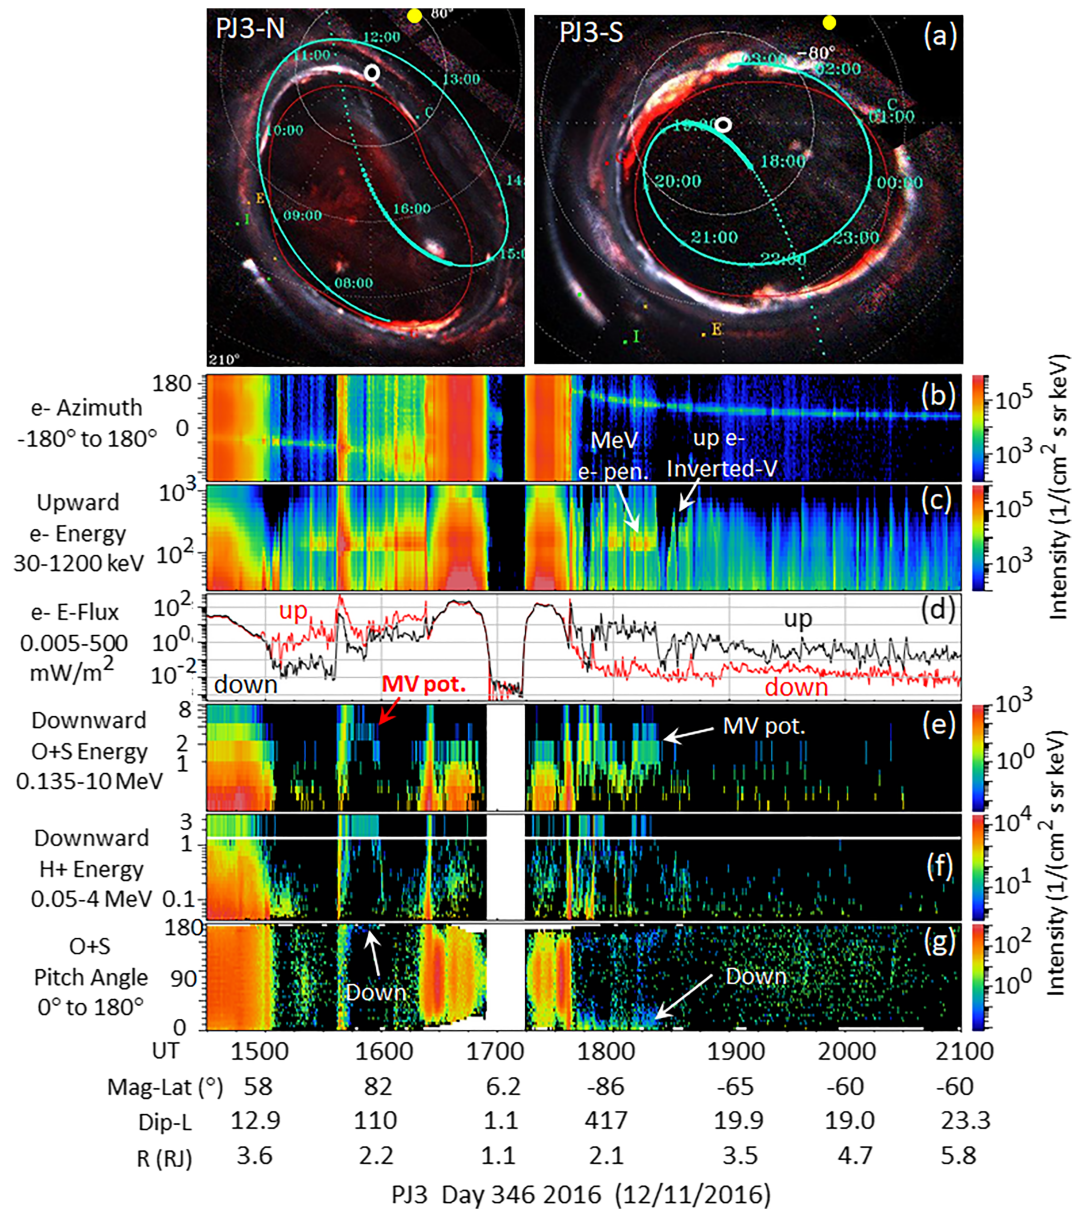 PJ3-N
80°
12:00
11:00
13:00
C
10:00
14:
E
I
16:00
09:00
15:0
08:00
210°
PJ3-S
(a)
-80°
03:00
02:00
C
01:00
19:00
18:00
20:00
00:00
21:00
23:00
22:00
I
E
e- Azimuth
-180° to 180°
180
0
(b)
MeV
e- pen.
up e-
Inverted-V
10^5
10^3
Upward
e- Energy
30-1200 keV
10^3
10^2
(c)
10^5
10^3
Intensity (1/(cm^2 s sr keV)
e- E-Flux
0.005-500
mW/m^2
10^2
10^0
10^-2
up
down
up
down
(d)
MV pot.
Downward
O+S Energy
0.135-10 MeV
8
2
1
MV pot.
(e)
10^3
10^0
Downward
H+ Energy
0.05-4 MeV
3
1
0.1
(f)
10^4
10^1
Intensity (1/(cm^2 s sr keV)
O+S
Pitch Angle
0° to 180°
180
90
0
Down
Down
(g)
10^2
10^0
UT 1500 1600 1700 1800 1900 2000 2100
Mag-Lat (°) 58 82 6.2 -86 -65 -60 -60
Dip-L 12.9 110 1.1 417 19.9 19.0 23.3
R (RJ) 3.6 2.2 1.1 2.1 3.5 4.7 5.8
PJ3 Day 346 2016 (12/11/2016)